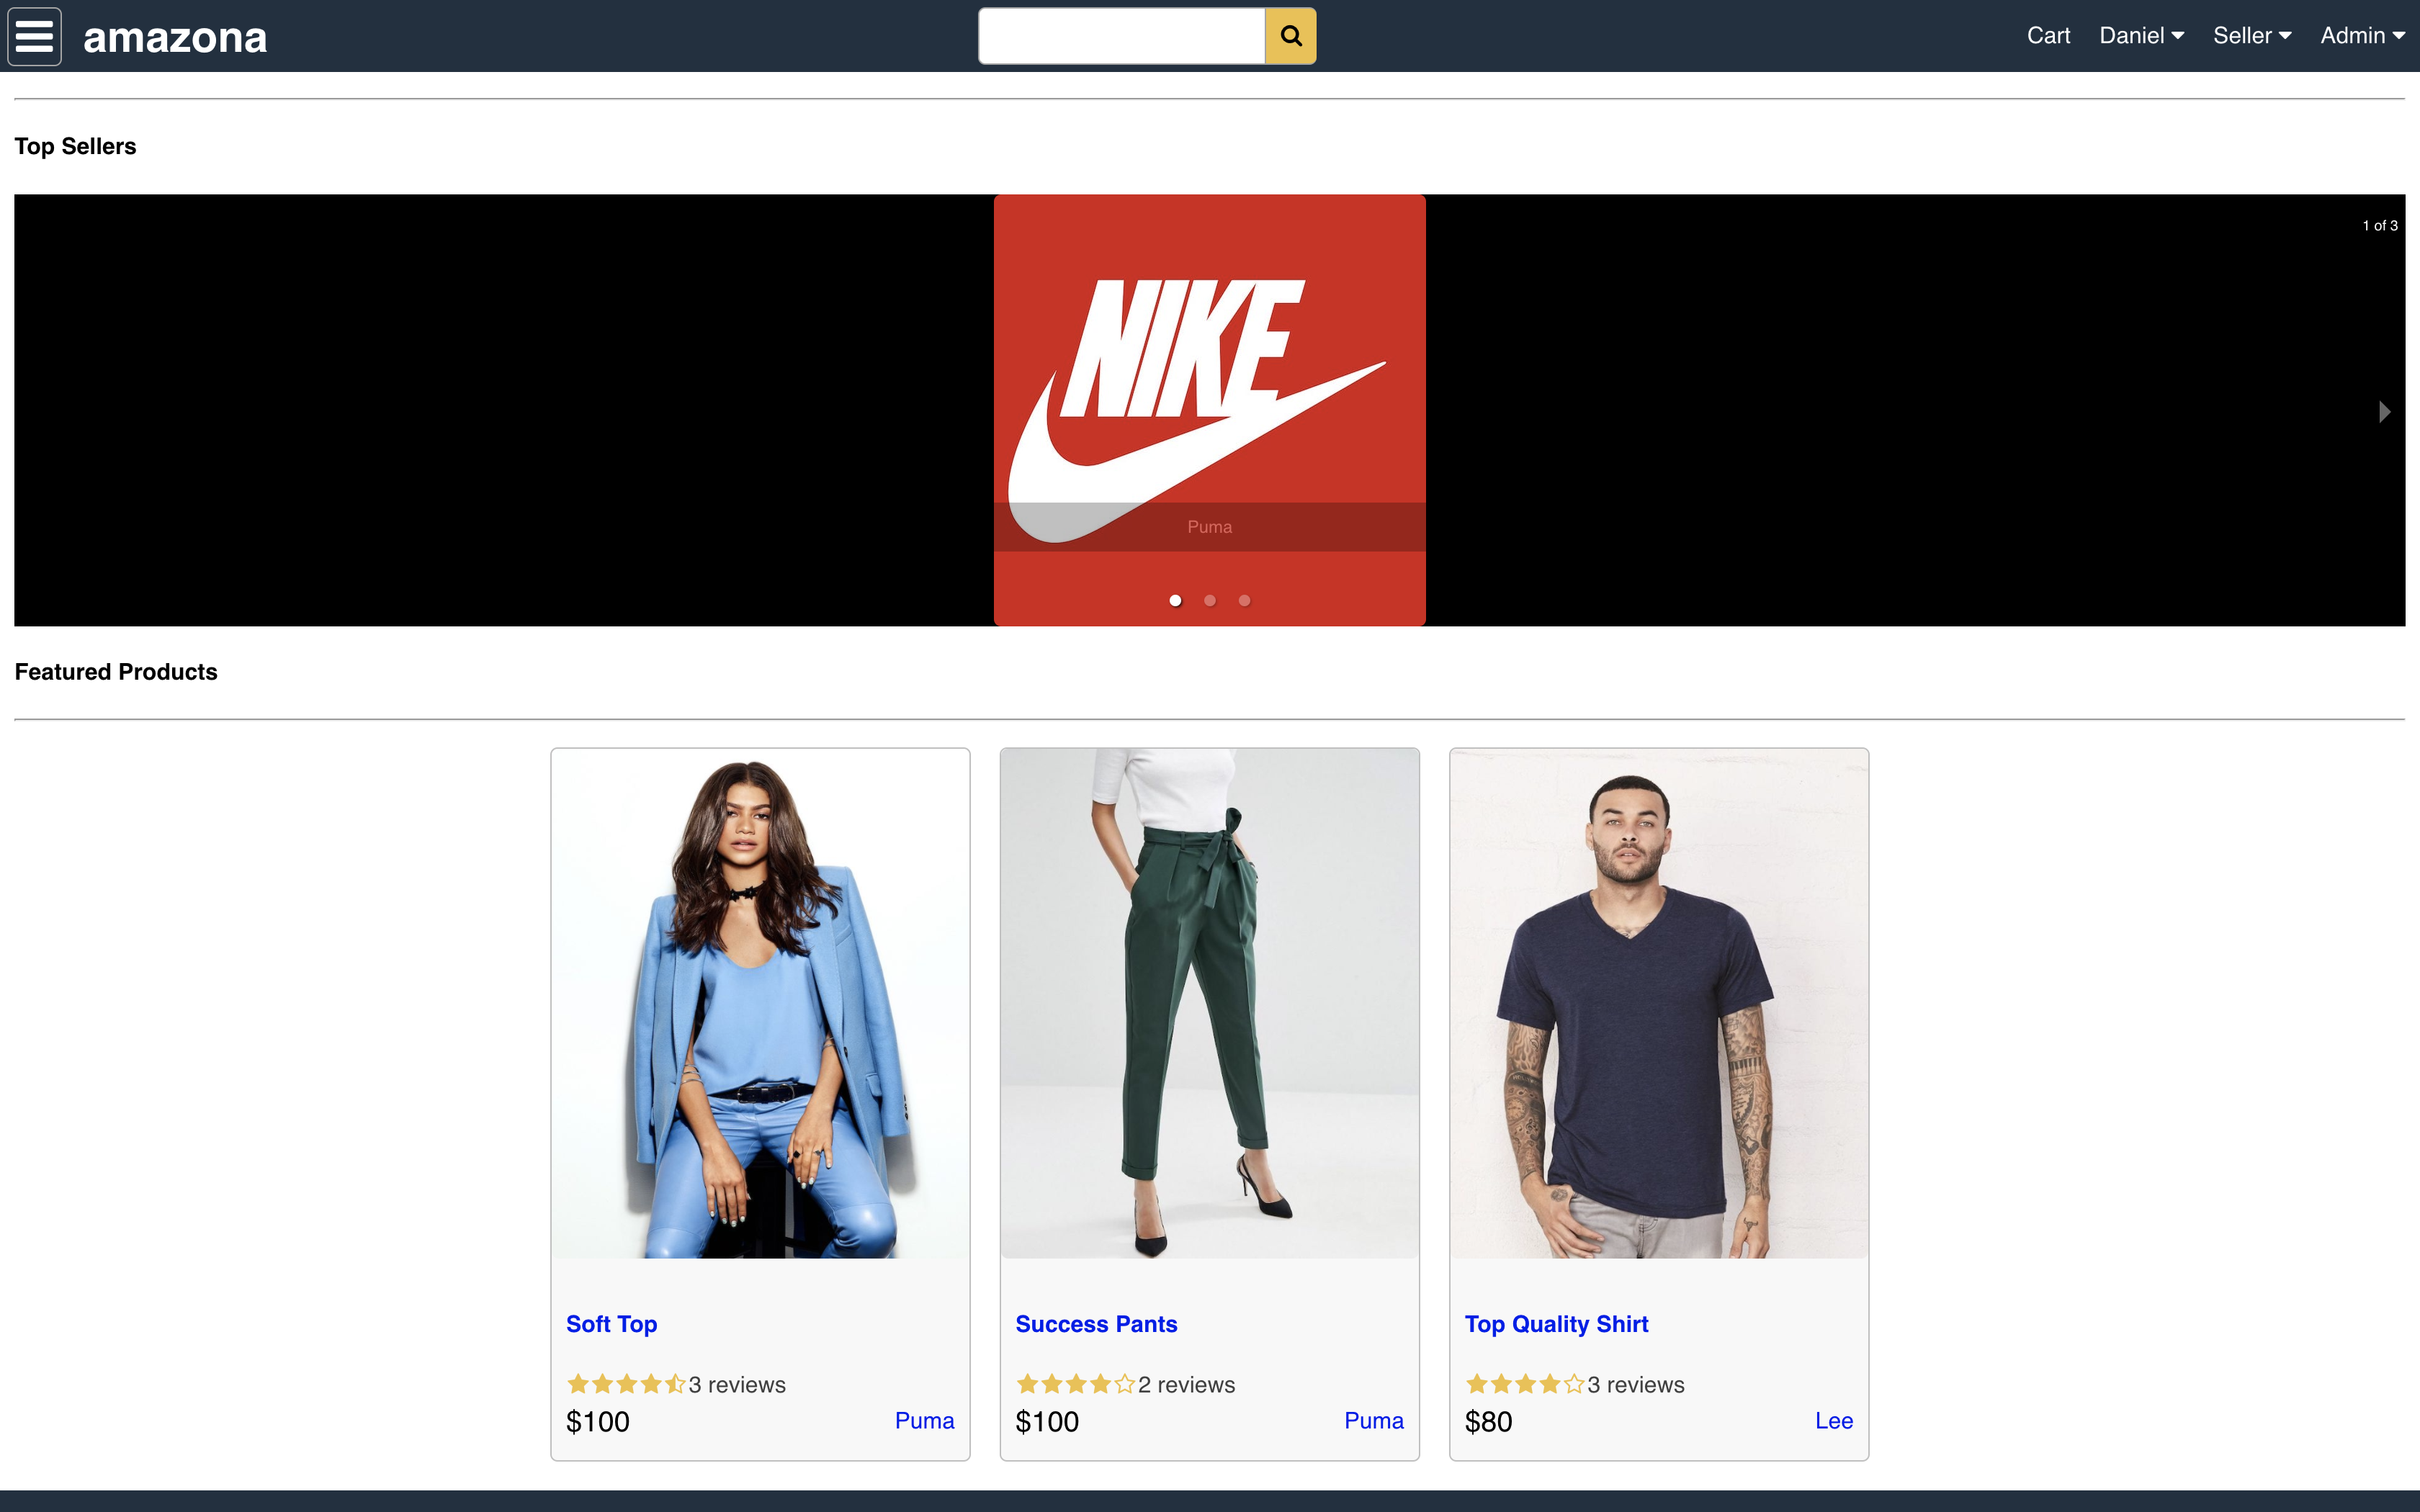 amazona
Cart Daniel Seller Admin
Top Sellers
1 of 3
NIKE
Puma
Featured Products
Soft Top
3 reviews
$100 Puma
Success Pants
2 reviews
$100 Puma
Top Quality Shirt
3 reviews
$80 Lee